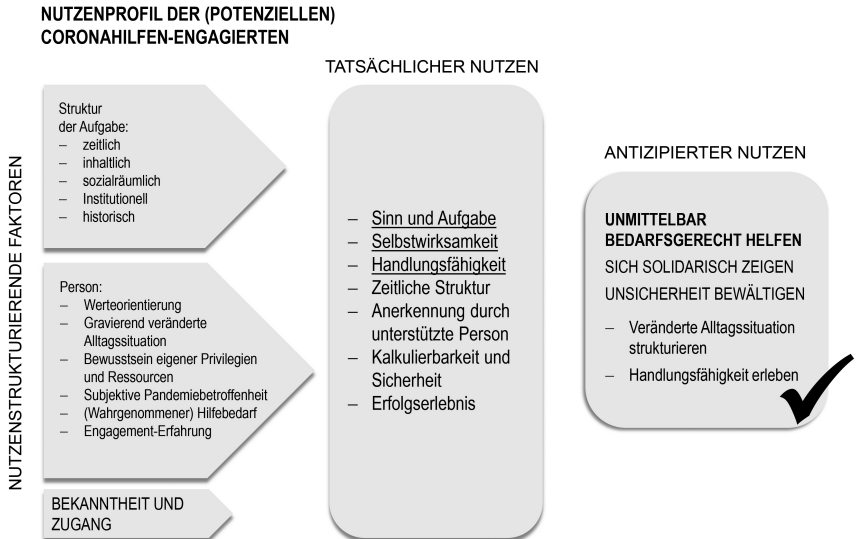 NUTZENPROFIL DER (POTENZIELLEN)
CORONAHILFEN-ENGAGIERTEN
NUTZENSTRUKTURIERENDE FAKTOREN
Struktur
der Aufgabe:
– zeitlich
– inhaltlich
– sozialräumlich
– Institutionell
– historisch
Person:
– Werteorientierung
– Gravierend veränderte
Alltagssituation
– Bewusstsein eigener Privilegien
und Ressourcen
– Subjektive Pandemiebetroffenheit
– (Wahrgenommener) Hilfebedarf
– Engagement-Erfahrung
BEKANNTHEIT UND
ZUGANG
TATSÄCHLICHER NUTZEN
– Sinn und Aufgabe
– Selbstwirksamkeit
– Handlungsfähigkeit
– Zeitliche Struktur
– Anerkennung durch
unterstützte Person
– Kalkulierbarkeit und
Sicherheit
– Erfolgserlebnis
ANTIZIPIERTER NUTZEN
UNMITTELBAR
BEDARFSGERECHT HELFEN
SICH SOLIDARISCH ZEIGEN
UNSICHERHEIT BEWÄLTIGEN
– Veränderte Alltagssituation
strukturieren
– Handlungsfähigkeit erleben